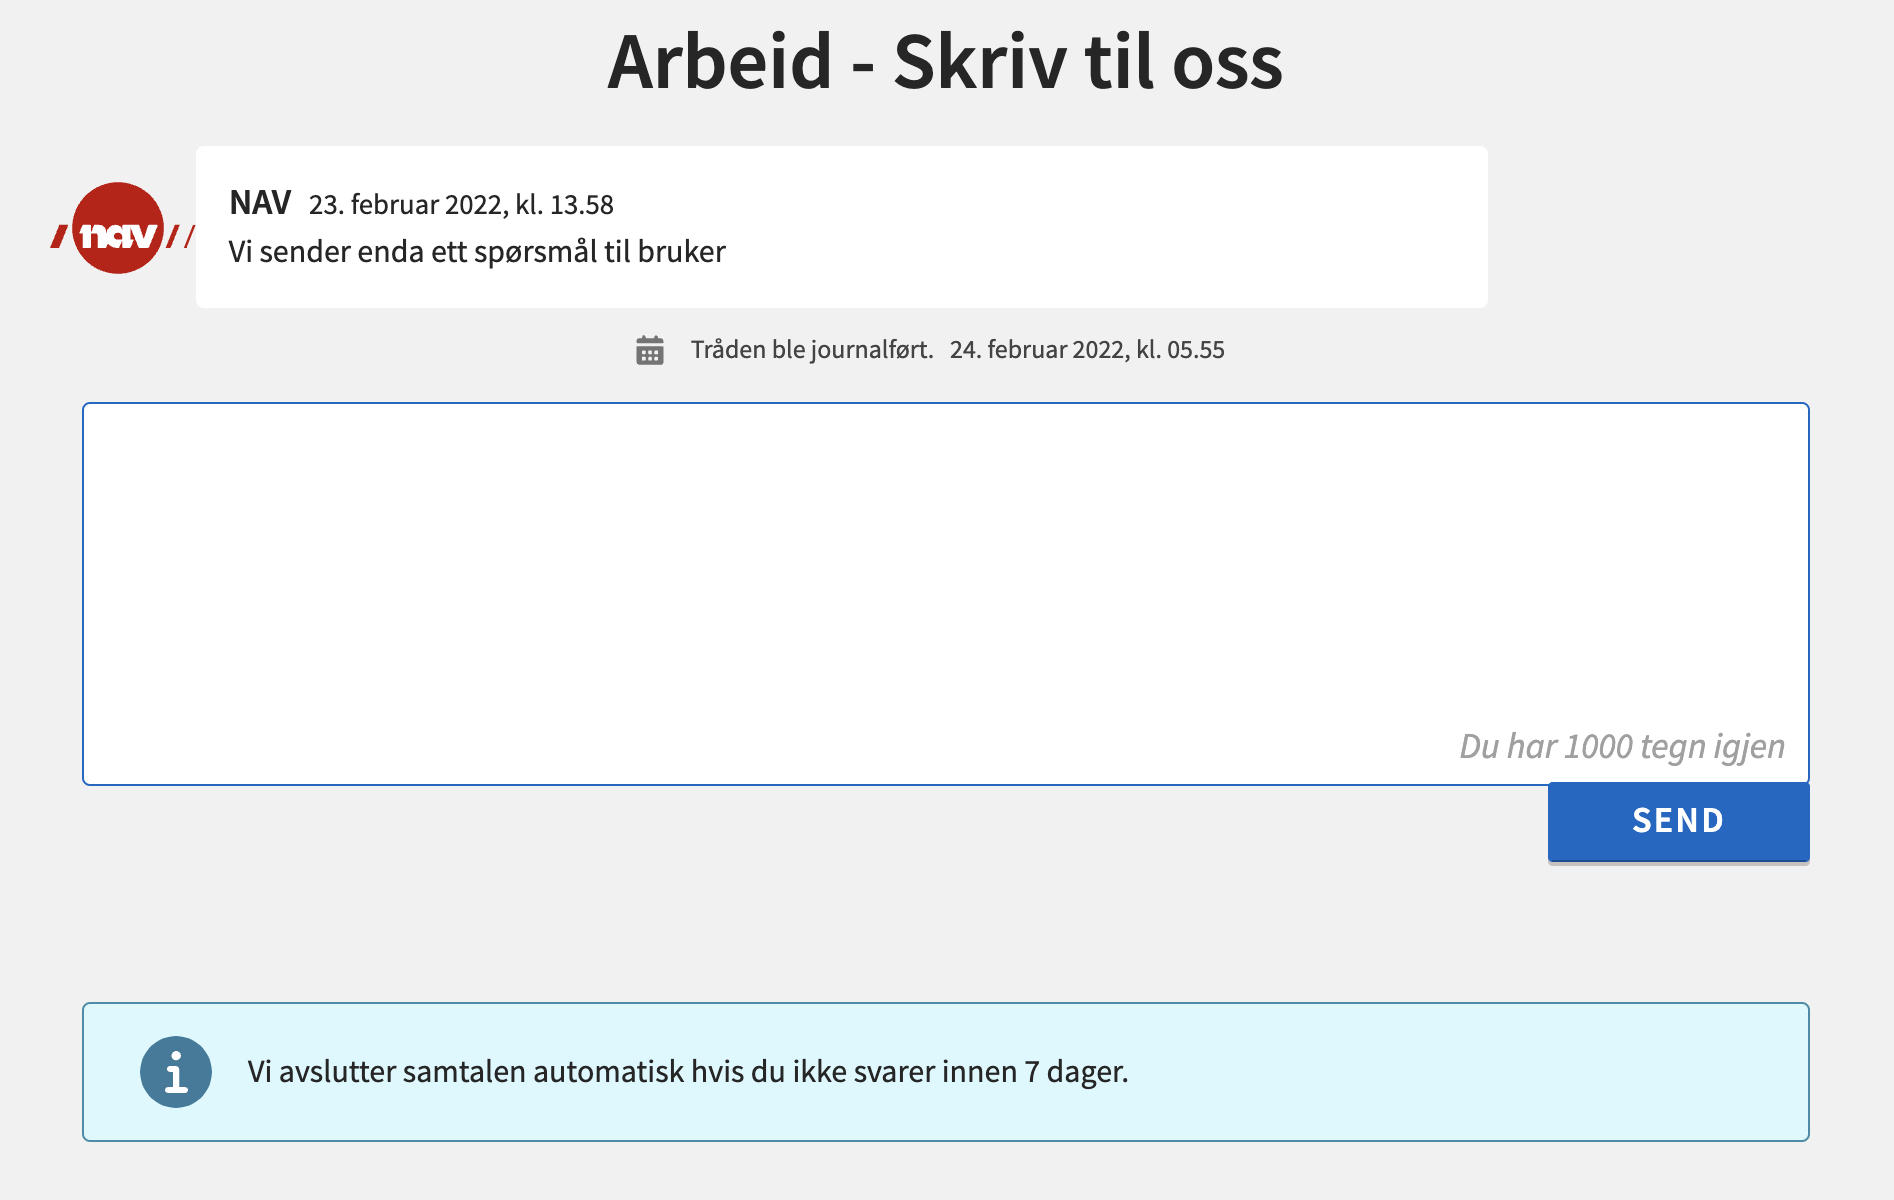 Arbeid - Skriv til oss
nav
NAV 23. februar 2022, kl. 13.58
Vi sender enda ett spørsmål til bruker
Tråden ble journalført. 24. februar 2022, kl. 05.55
Du har 1000 tegn igjen
SEND
Vi avslutter samtalen automatisk hvis du ikke svarer innen 7 dager.